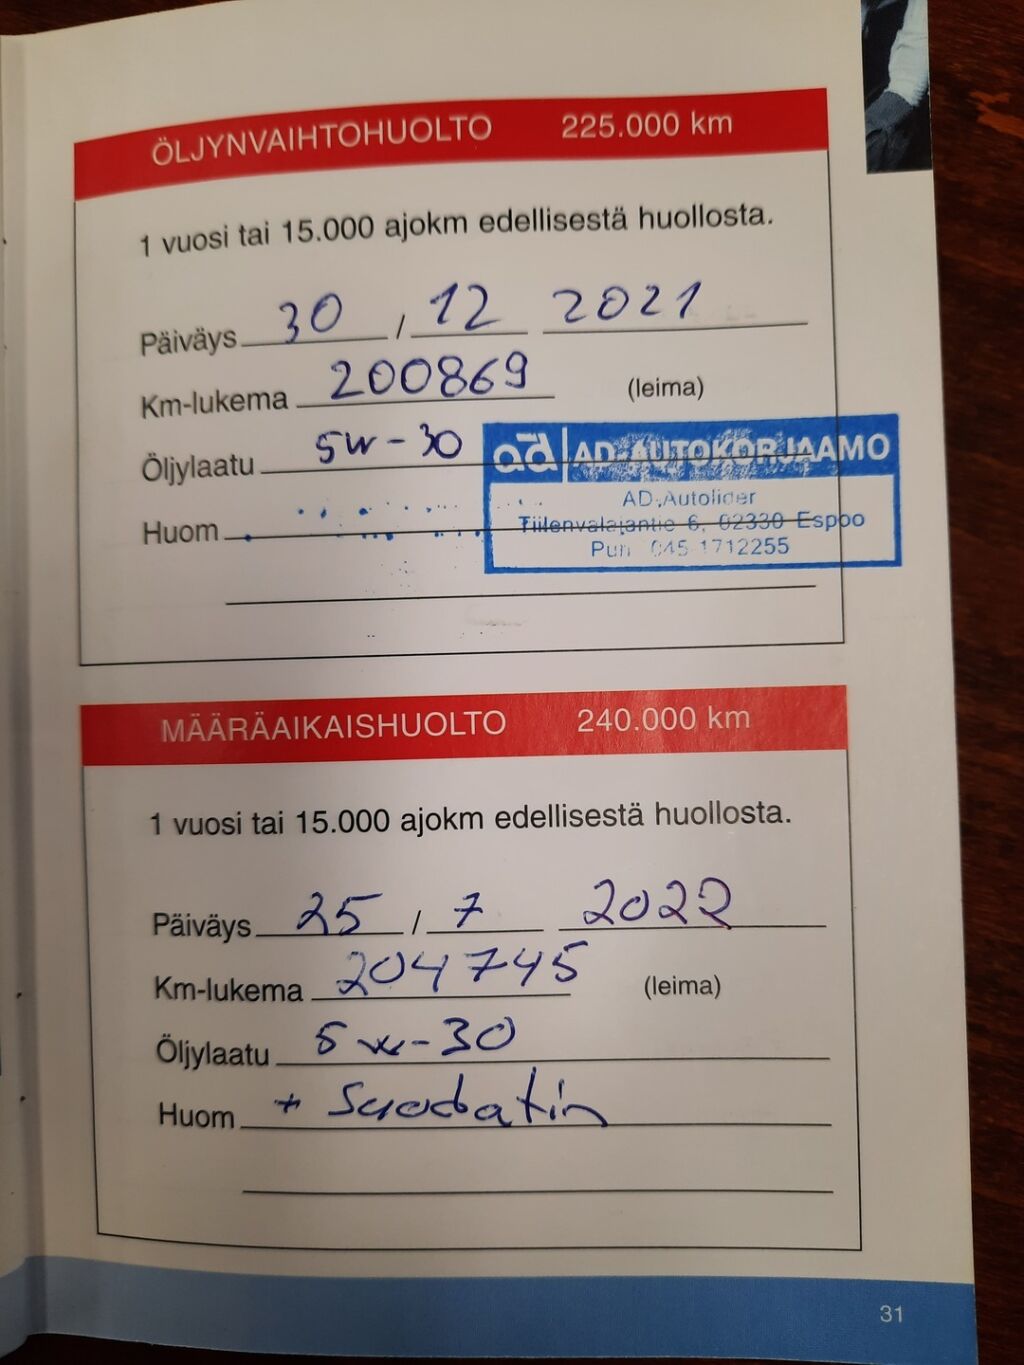 ÖLJYNVAIHTOHUOLTO 225.000 km
1 vuosi tai 15.000 ajokm edellisestä huollosta.
Päiväys 30 / 12 2021
Km-lukema 200869 (leima)
Öljylaatu 5W-30
ad AD-AUTOKORJAAMO
AD-Autolider
Tiilenvalajantie 6, 02330 Espoo
Puh 045 1712255
Huom
MÄÄRÄAIKAISHUOLTO 240.000 km
1 vuosi tai 15.000 ajokm edellisestä huollosta.
Päiväys 25 / 7 2022
Km-lukema 204745 (leima)
Öljylaatu 5w-30
Huom + Suodatin
31